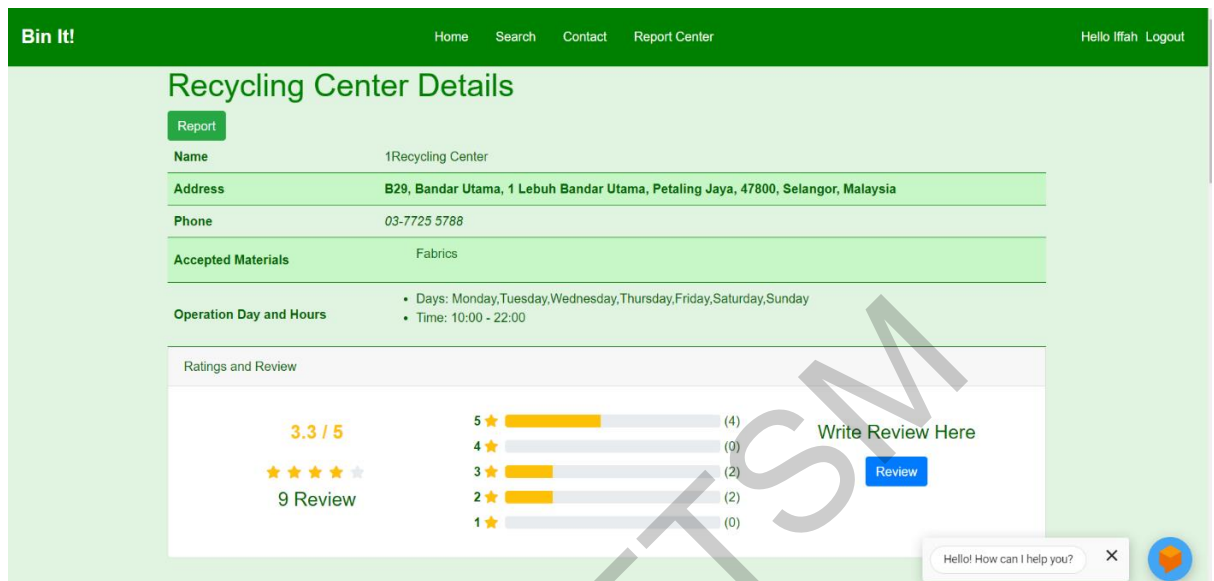 Bin It! Home Search Contact Report Center Hello Iffah Logout
Recycling Center Details
Report
Name 1Recycling Center
Address B29, Bandar Utama, 1 Lebuh Bandar Utama, Petaling Jaya, 47800, Selangor, Malaysia
Phone 03-7725 5788
Accepted Materials Fabrics
Operation Day and Hours
• Days: Monday,Tuesday,Wednesday,Thursday,Friday,Saturday,Sunday
• Time: 10:00 - 22:00
Ratings and Review
3.3 / 5
9 Review
5 (4)
4 (0)
3 (2)
2 (2)
1 (0)
Write Review Here
Review
Hello! How can I help you? ×
FTSM